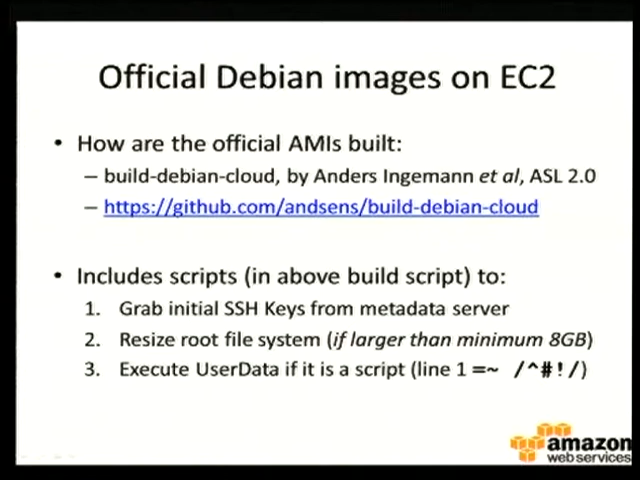 Official Debian images on EC2
• How are the official AMIs built:
– build-debian-cloud, by Anders Ingemann et al, ASL 2.0
– https://github.com/andsens/build-debian-cloud
• Includes scripts (in above build script) to:
1. Grab initial SSH Keys from metadata server
2. Resize root file system (if larger than minimum 8GB)
3. Execute UserData if it is a script (line 1 =~ /^#!/)
amazon
web services